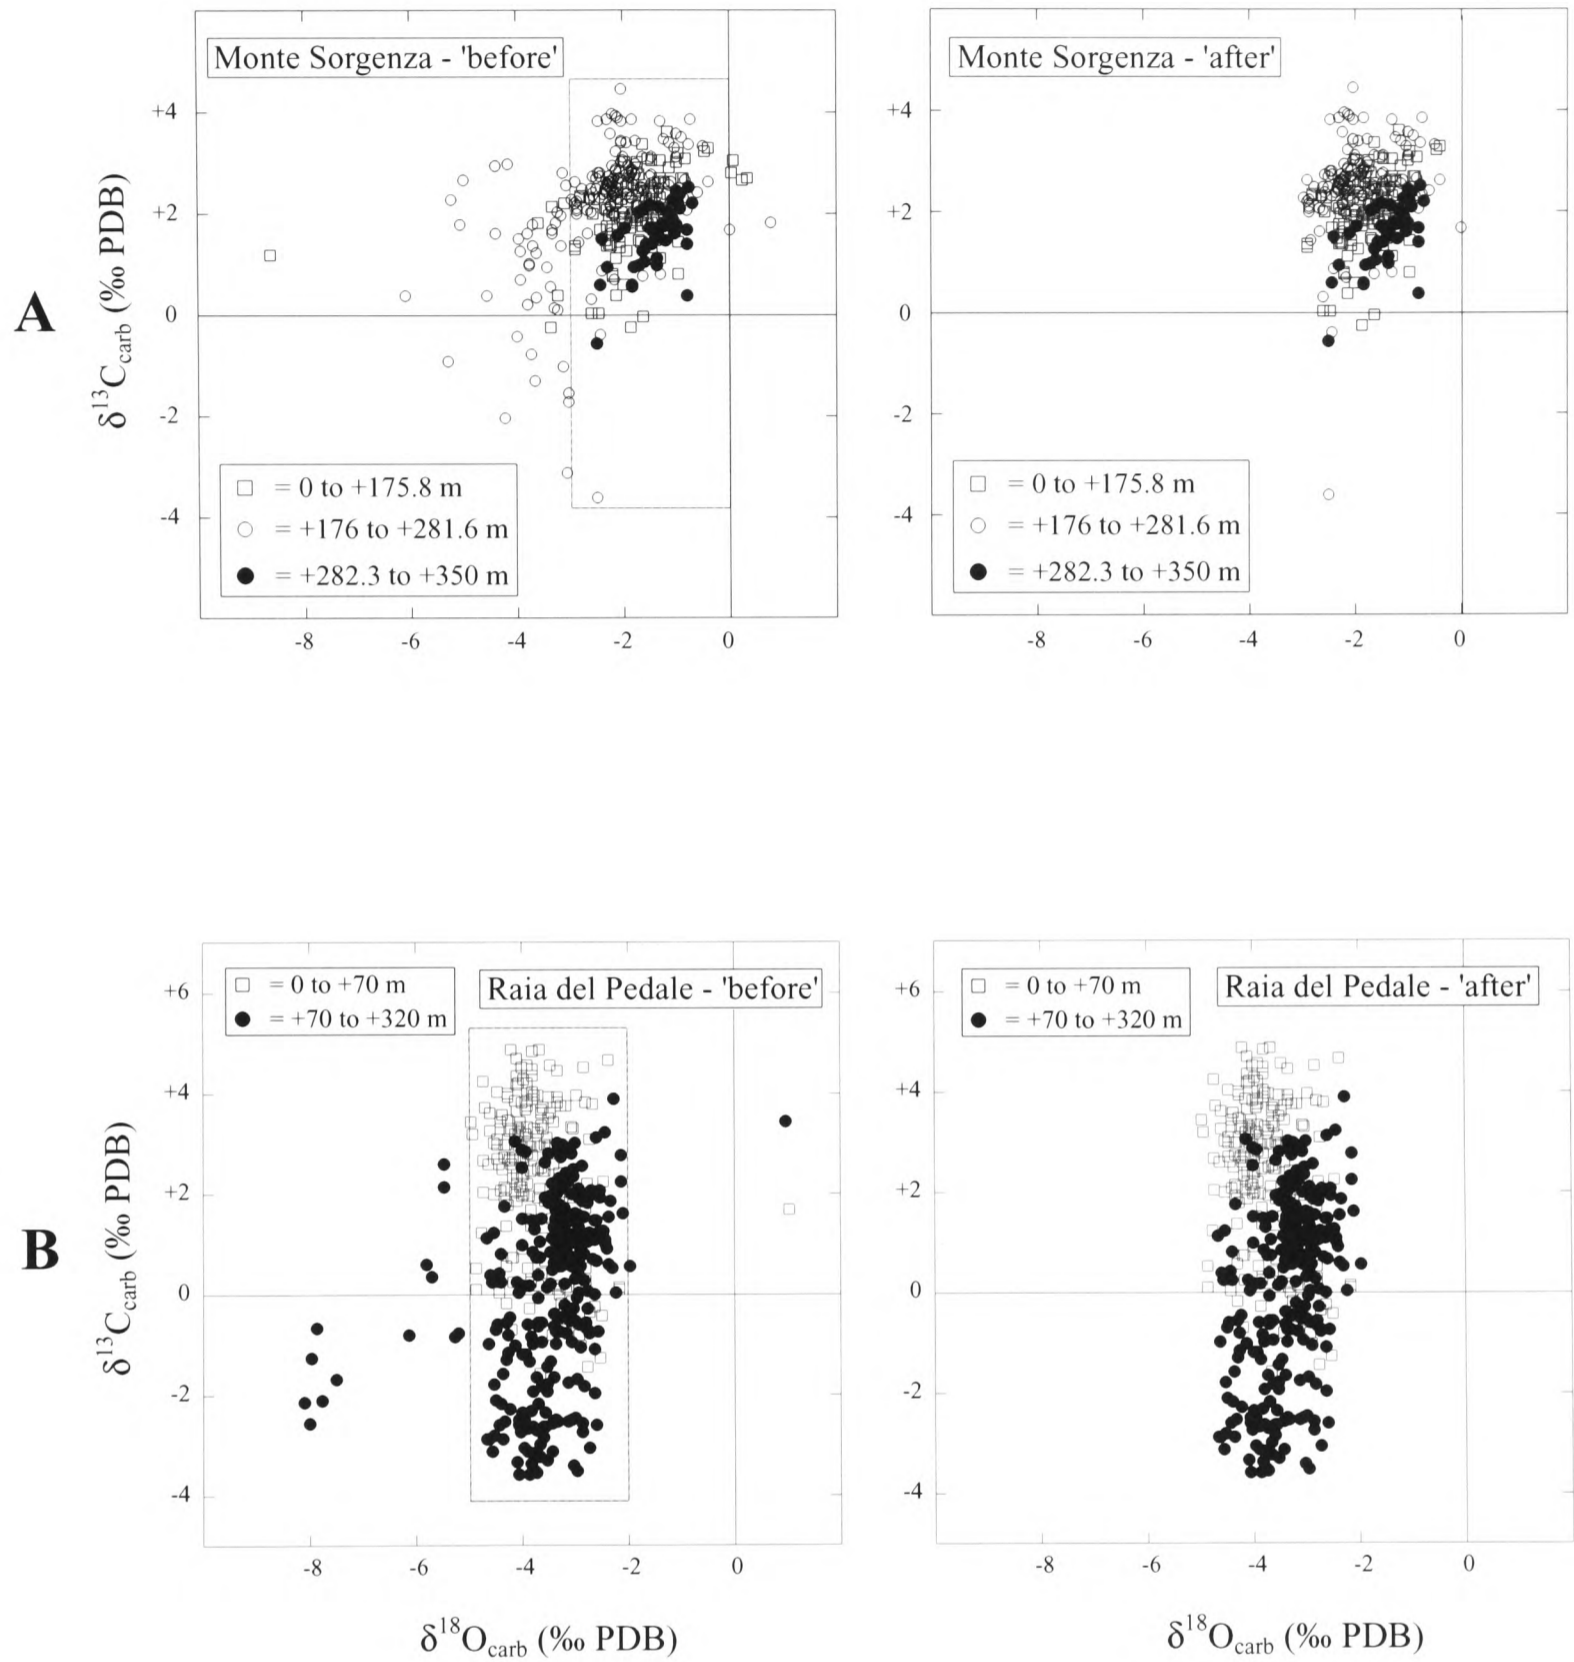 Monte Sorgenza - 'before'
Monte Sorgenza - 'after'
A
δ13Ccarb (‰ PDB)
+4
+2
0
-2
-4
□ = 0 to +175.8 m
○ = +176 to +281.6 m
● = +282.3 to +350 m
-8 -6 -4 -2 0
+4
+2
0
-2
-4
□ = 0 to +175.8 m
○ = +176 to +281.6 m
● = +282.3 to +350 m
-8 -6 -4 -2 0
B
δ13Ccarb (‰ PDB)
□ = 0 to +70 m
● = +70 to +320 m
Raia del Pedale - 'before'
+6
+4
+2
0
-2
-4
-8 -6 -4 -2 0
δ18Ocarb (‰ PDB)
□ = 0 to +70 m
● = +70 to +320 m
Raia del Pedale - 'after'
+6
+4
+2
0
-2
-4
-8 -6 -4 -2 0
δ18Ocarb (‰ PDB)